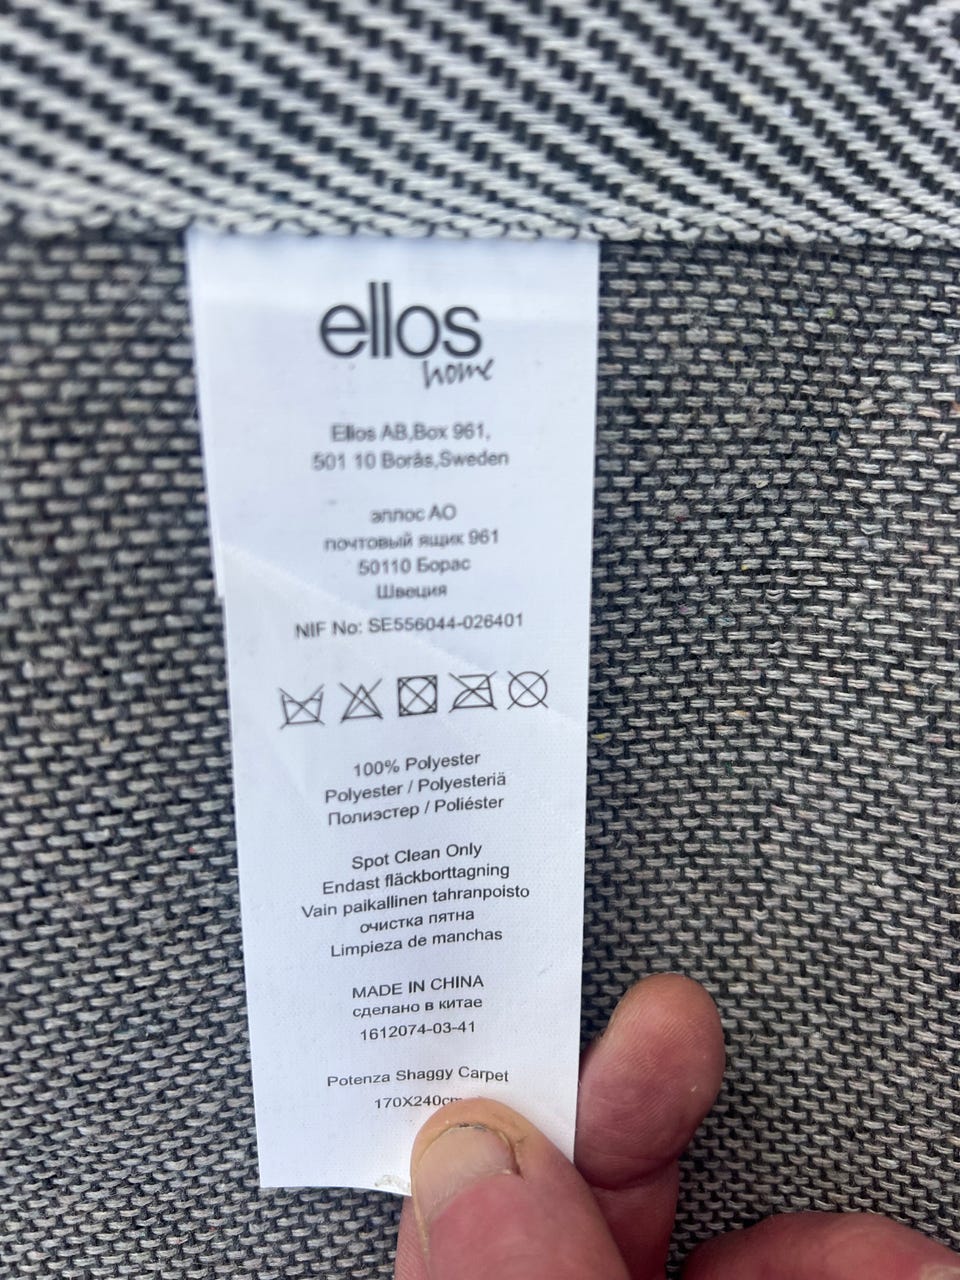 ellos
home
Ellos AB,Box 961,
501 10 Borås,Sweden
эллос АО
почтовый ящик 961
50110 Борас
Швеция
NIF No: SE556044-026401
100% Polyester
Polyester / Polyesteriä
Полиэстер / Poliéster
Spot Clean Only
Endast fläckborttagning
Vain paikallinen tahranpoisto
очистка пятна
Limpieza de manchas
MADE IN CHINA
сделано в китае
1612074-03-41
Potenza Shaggy Carpet
170X240cm